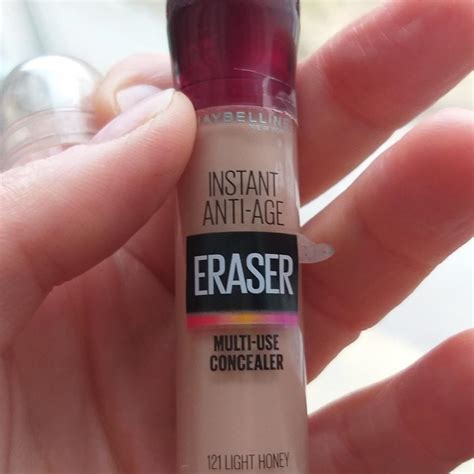 MAYBELLINE
NEW YORK
INSTANT
ANTI-AGE
ERASER
MULTI-USE
CONCEALER
121 LIGHT HONEY